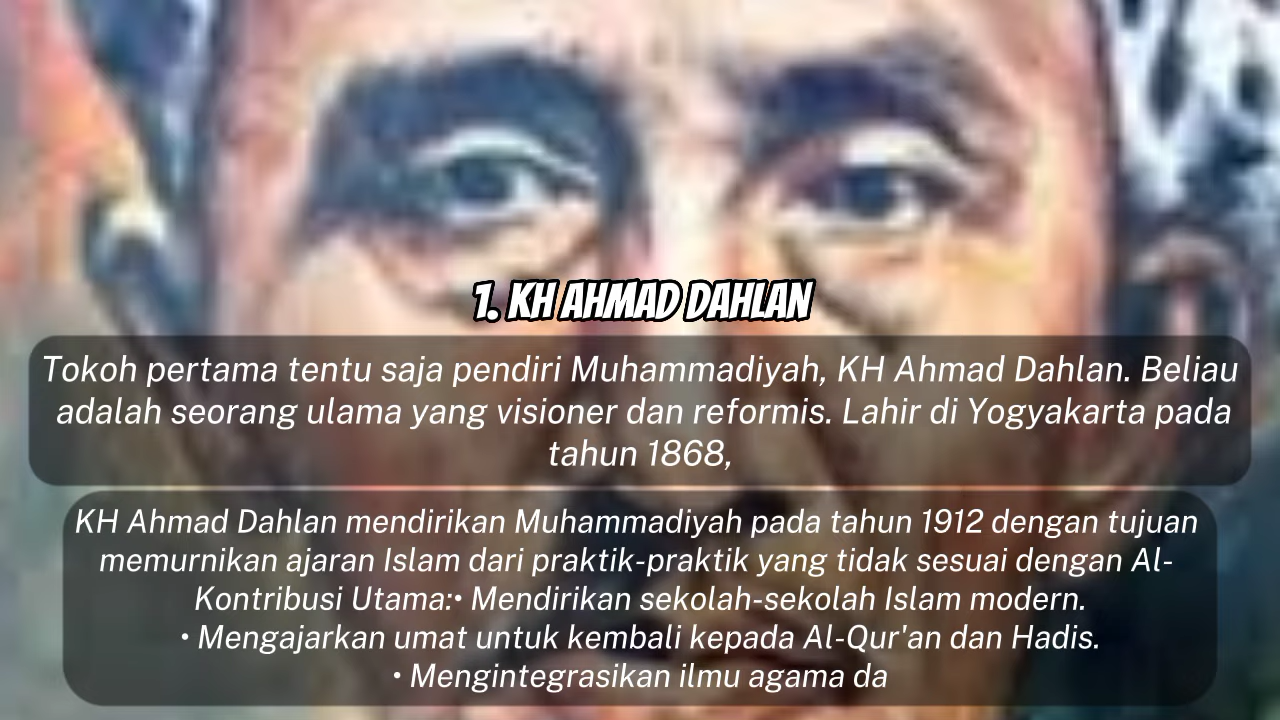 1. KH AHMAD DAHLAN
Tokoh pertama tentu saja pendiri Muhammadiyah, KH Ahmad Dahlan. Beliau
adalah seorang ulama yang visioner dan reformis. Lahir di Yogyakarta pada
tahun 1868,
KH Ahmad Dahlan mendirikan Muhammadiyah pada tahun 1912 dengan tujuan
memurnikan ajaran Islam dari praktik-praktik yang tidak sesuai dengan Al-
Kontribusi Utama:• Mendirikan sekolah-sekolah Islam modern.
• Mengajarkan umat untuk kembali kepada Al-Qur'an dan Hadis.
• Mengintegrasikan ilmu agama da